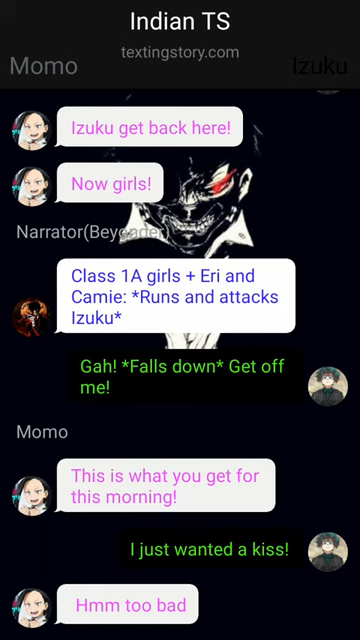 Indian TS
textingstory.com
Momo
Izuku
Izuku get back here!
Now girls!
Narrator(Beyonder)
Class 1A girls + Eri and
Camie: *Runs and attacks
Izuku*
Gah! *Falls down* Get off
me!
Momo
This is what you get for
this morning!
I just wanted a kiss!
Hmm too bad